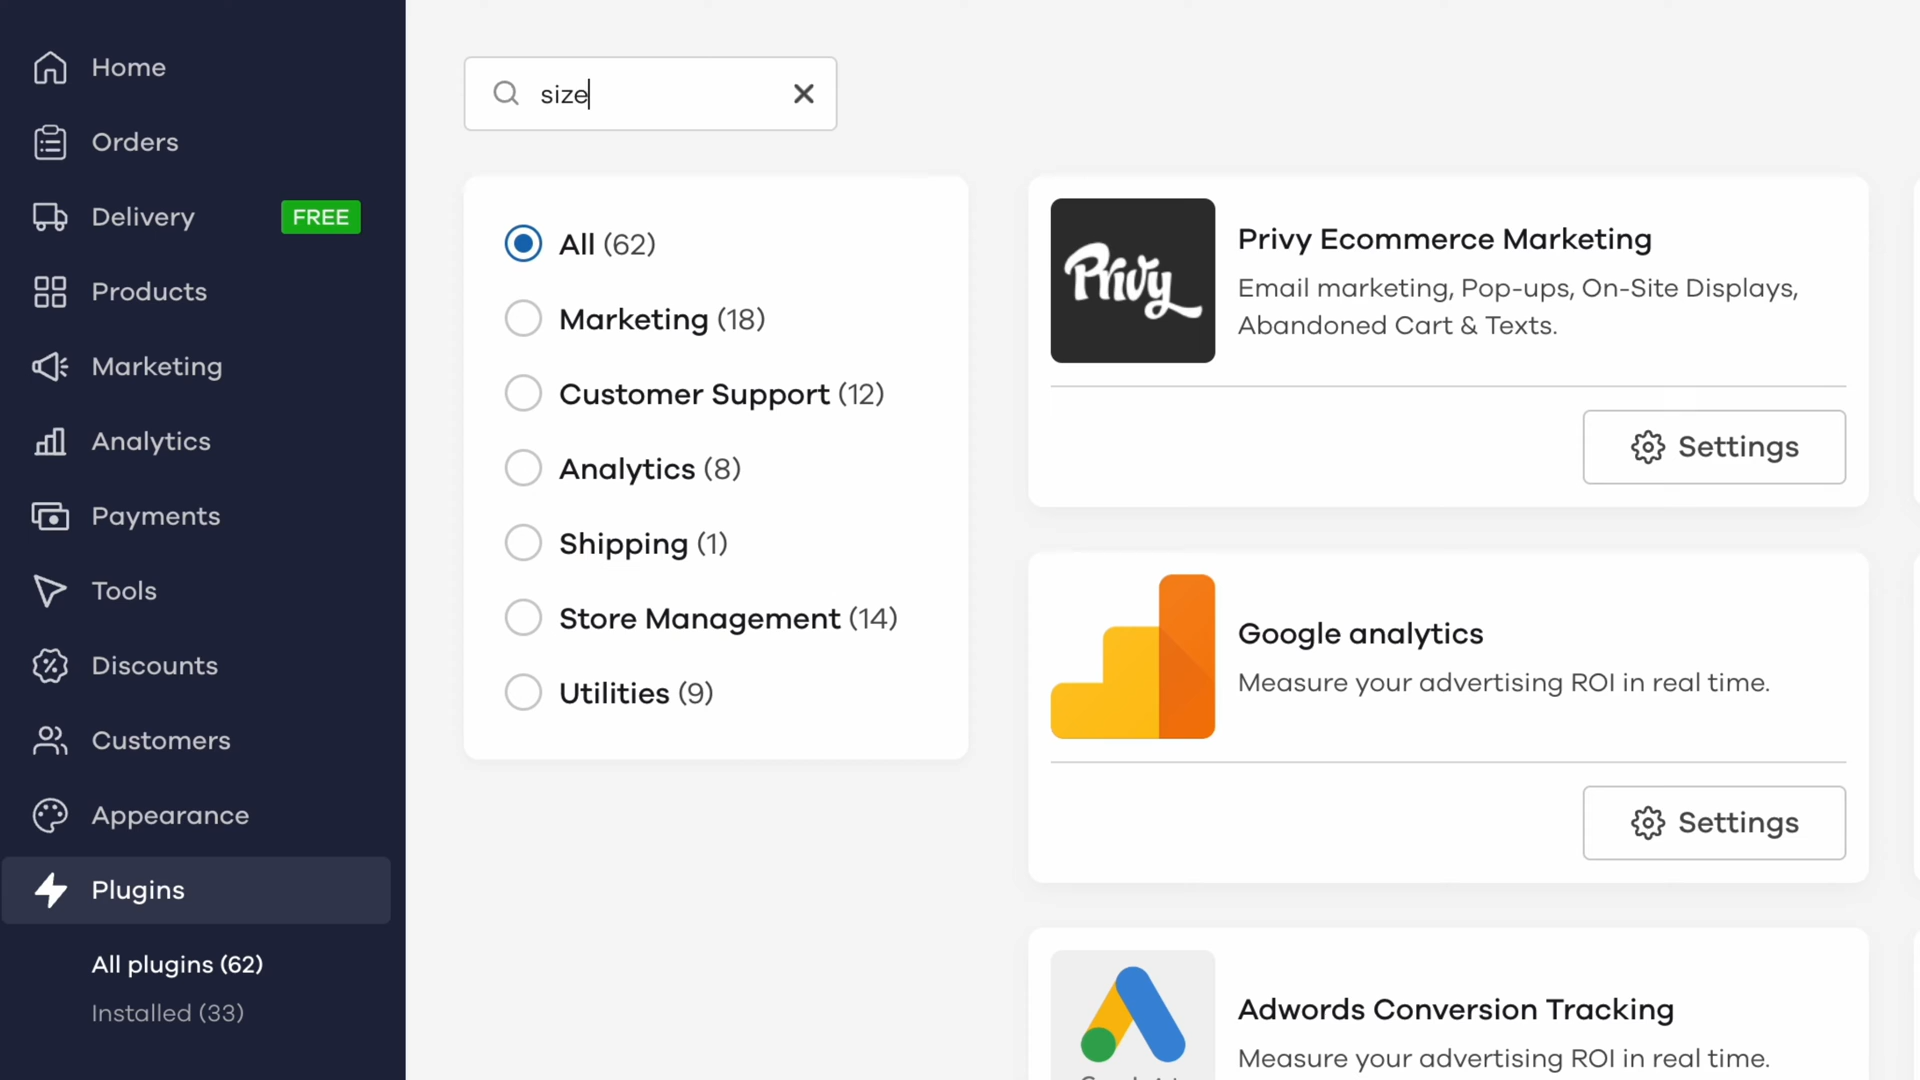 Home
Orders
Delivery FREE
Products
Marketing
Analytics
Payments
Tools
Discounts
Customers
Appearance
Plugins
All plugins (62)
Installed (33)
size
All (62)
Marketing (18)
Customer Support (12)
Analytics (8)
Shipping (1)
Store Management (14)
Utilities (9)
Privy
Privy Ecommerce Marketing
Email marketing, Pop-ups, On-Site Displays,
Abandoned Cart & Texts.
Settings
Google analytics
Measure your advertising ROI in real time.
Settings
Adwords Conversion Tracking
Measure your advertising ROI in real time.